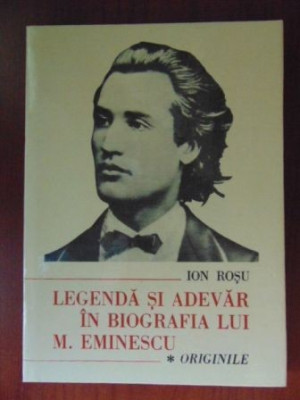 ION ROȘU
LEGENDĂ ȘI ADEVĂR
ÎN BIOGRAFIA LUI
M. EMINESCU
* ORIGINILE